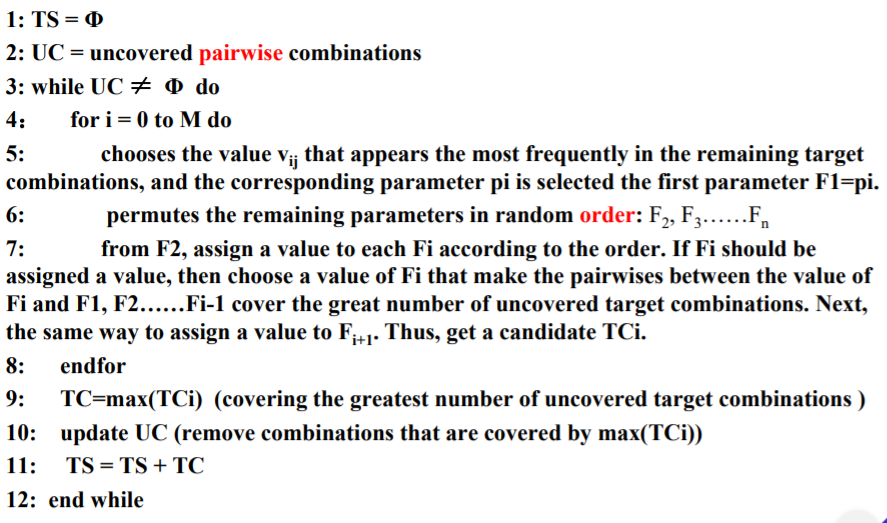 1: TS = Φ
2: UC = uncovered pairwise combinations
3: while UC ≠ Φ do
4: for i = 0 to M do
5: chooses the value vij that appears the most frequently in the remaining target
combinations, and the corresponding parameter pi is selected the first parameter F1=pi.
6: permutes the remaining parameters in random order: F2, F3……Fn
7: from F2, assign a value to each Fi according to the order. If Fi should be
assigned a value, then choose a value of Fi that make the pairwises between the value of
Fi and F1, F2……Fi-1 cover the great number of uncovered target combinations. Next,
the same way to assign a value to Fi+1. Thus, get a candidate TCi.
8: endfor
9: TC=max(TCi) (covering the greatest number of uncovered target combinations )
10: update UC (remove combinations that are covered by max(TCi))
11: TS = TS + TC
12: end while